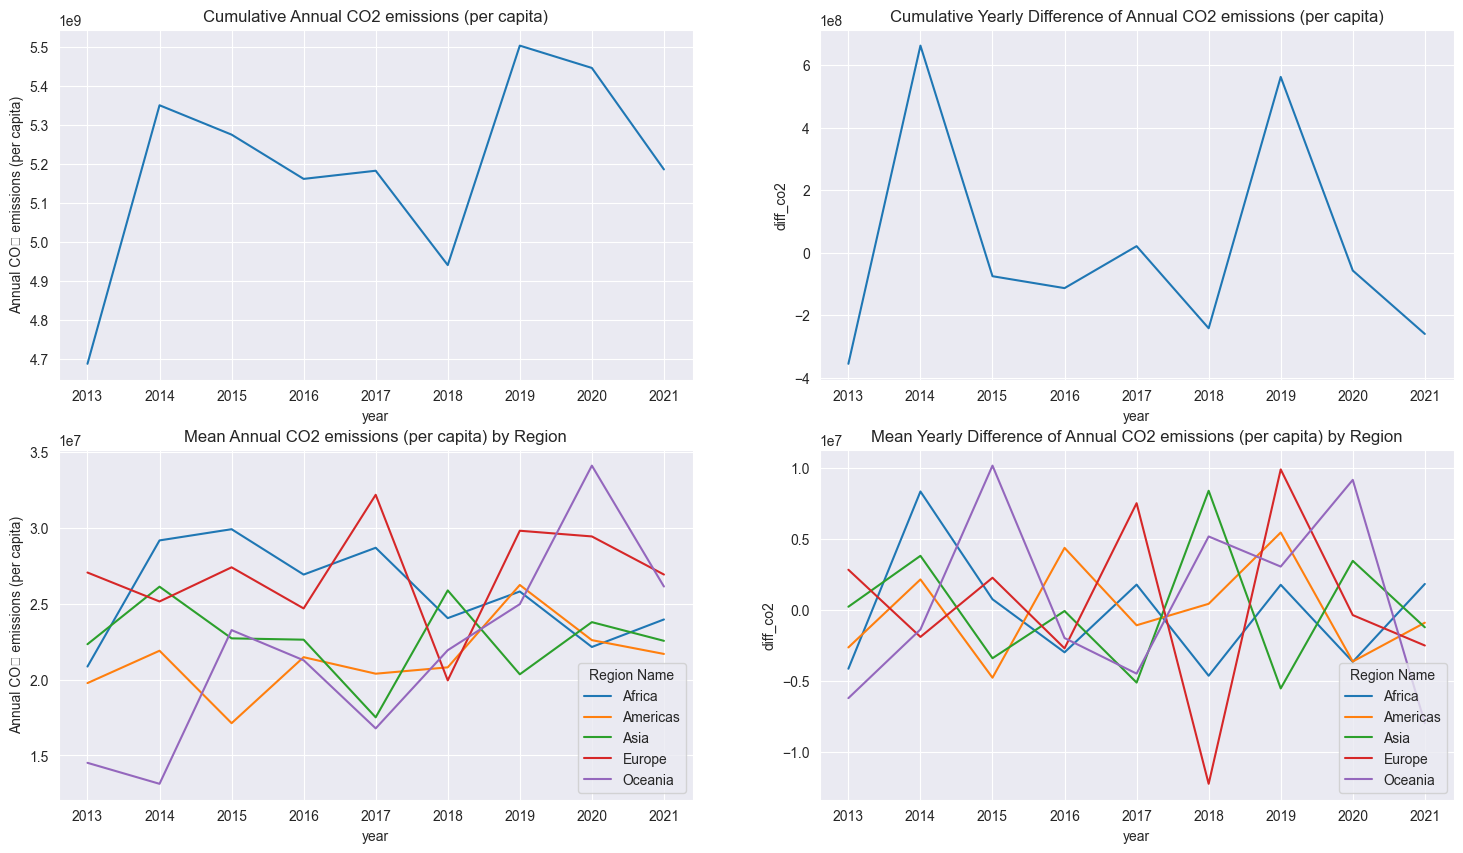 Cumulative Annual CO2 emissions (per capita)
1e9
Annual CO▯ emissions (per capita)
5.5
5.4
5.3
5.2
5.1
5.0
4.9
4.8
4.7
2013 2014 2015 2016 2017 2018 2019 2020 2021
year
Cumulative Yearly Difference of Annual CO2 emissions (per capita)
1e8
diff_co2
6
4
2
0
−2
−4
2013 2014 2015 2016 2017 2018 2019 2020 2021
year
Mean Annual CO2 emissions (per capita) by Region
1e7
Annual CO▯ emissions (per capita)
3.5
3.0
2.5
2.0
1.5
Region Name
Africa
Americas
Asia
Europe
Oceania
2013 2014 2015 2016 2017 2018 2019 2020 2021
year
Mean Yearly Difference of Annual CO2 emissions (per capita) by Region
1e7
diff_co2
1.0
0.5
0.0
−0.5
−1.0
Region Name
Africa
Americas
Asia
Europe
Oceania
2013 2014 2015 2016 2017 2018 2019 2020 2021
year